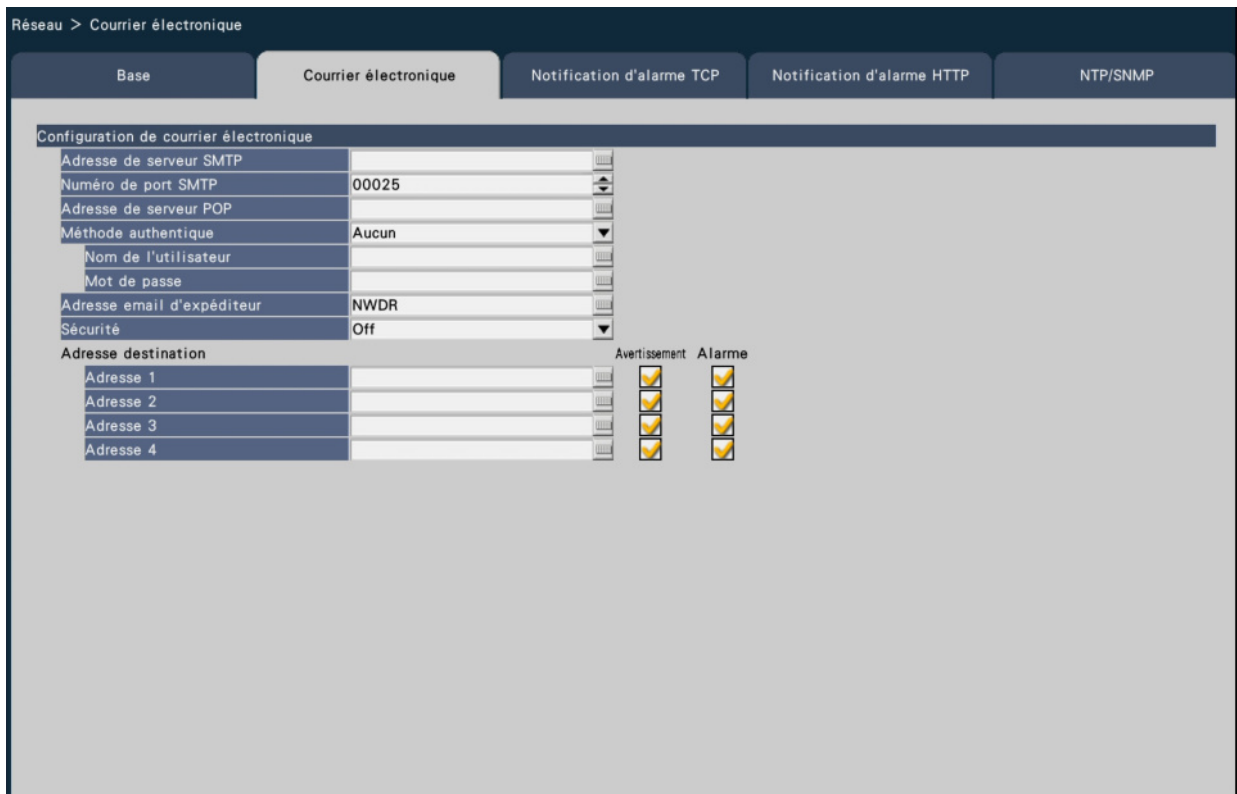 Réseau > Courrier électronique
Base Courrier électronique Notification d'alarme TCP Notification d'alarme HTTP NTP/SNMP
Configuration de courrier électronique
Adresse de serveur SMTP
Numéro de port SMTP 00025
Adresse de serveur POP
Méthode authentique Aucun
Nom de l'utilisateur
Mot de passe
Adresse email d'expéditeur NWDR
Sécurité Off
Adresse destination Avertissement Alarme
Adresse 1
Adresse 2
Adresse 3
Adresse 4